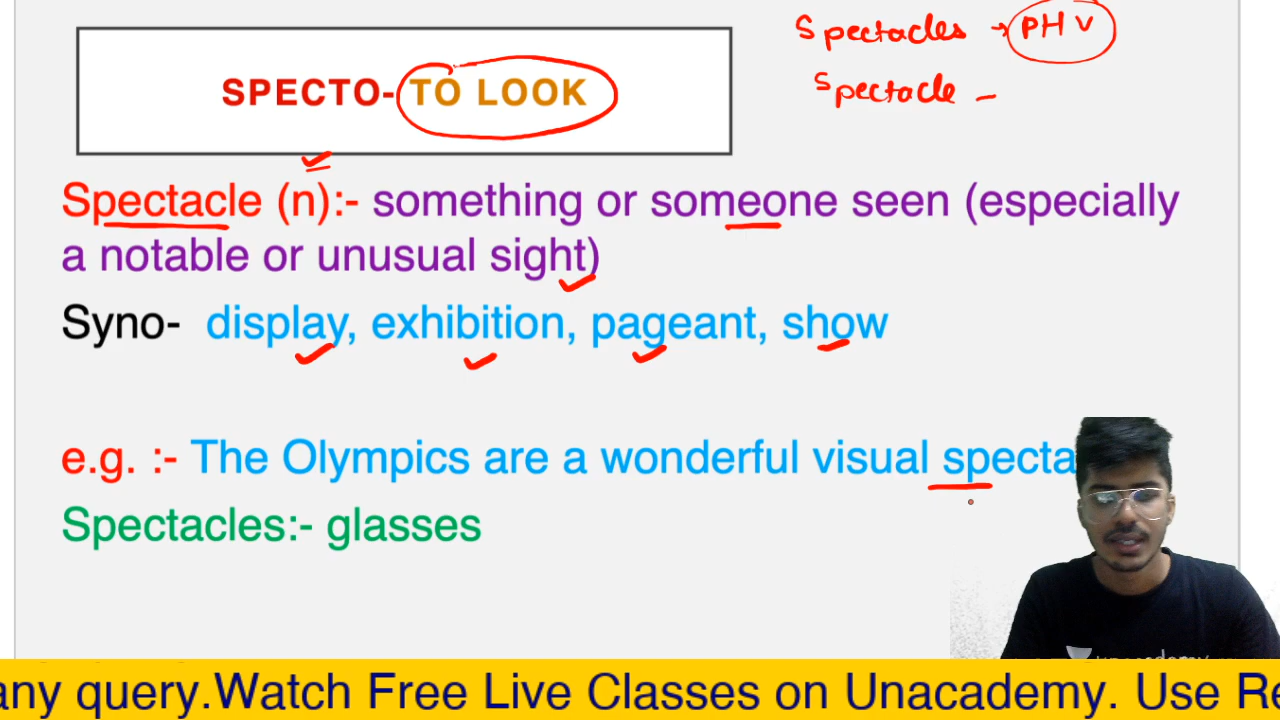 Spectacles → PHV
SPECTO- TO LOOK
Spectacle –
Spectacle (n):- something or someone seen (especially
a notable or unusual sight)
Syno- display, exhibition, pageant, show
e.g. :- The Olympics are a wonderful visual specta
Spectacles:- glasses
unacademy
any query.Watch Free Live Classes on Unacademy. Use Re